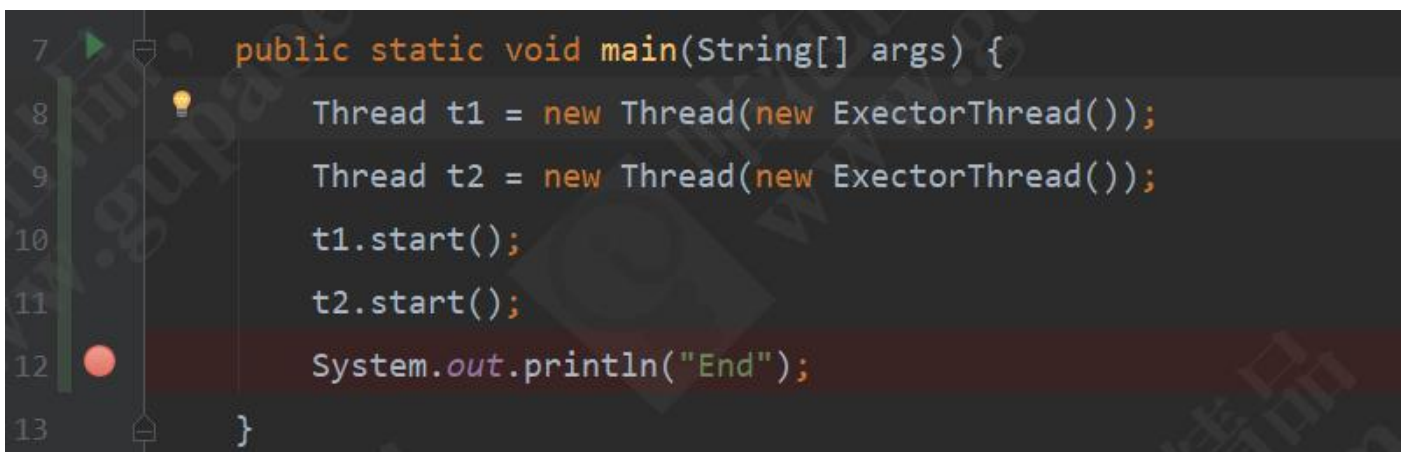 7 public static void main(String[] args) {
8 Thread t1 = new Thread(new ExectorThread());
9 Thread t2 = new Thread(new ExectorThread());
10 t1.start();
11 t2.start();
12 System.out.println("End");
13 }